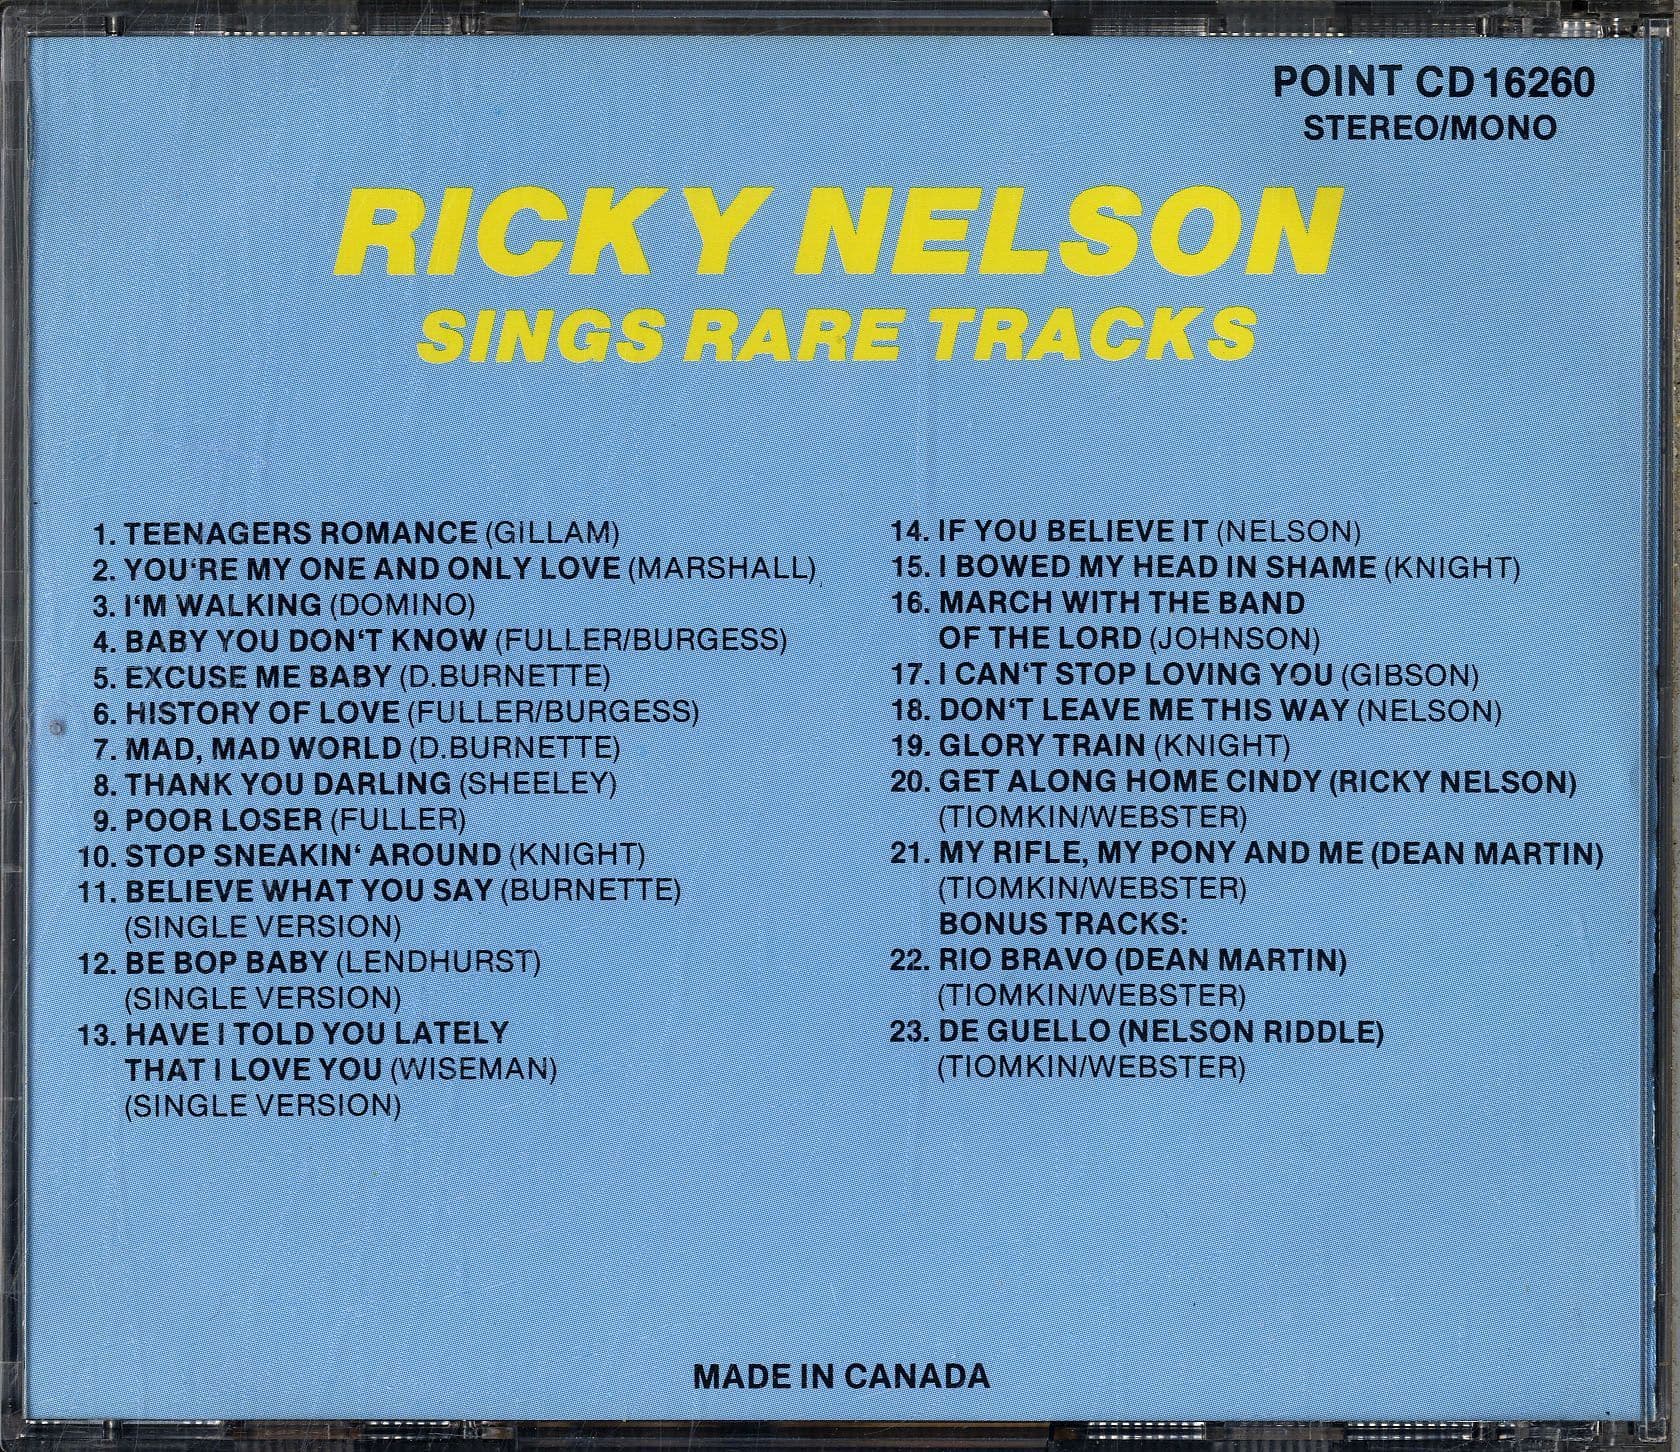 POINT CD 16260
STEREO/MONO
RICKY NELSON
SINGS RARE TRACKS
1. TEENAGERS ROMANCE (GILLAM)
2. YOU'RE MY ONE AND ONLY LOVE (MARSHALL)
3. I'M WALKING (DOMINO)
4. BABY YOU DON'T KNOW (FULLER/BURGESS)
5. EXCUSE ME BABY (D.BURNETTE)
6. HISTORY OF LOVE (FULLER/BURGESS)
7. MAD, MAD WORLD (D.BURNETTE)
8. THANK YOU DARLING (SHEELEY)
9. POOR LOSER (FULLER)
10. STOP SNEAKIN' AROUND (KNIGHT)
11. BELIEVE WHAT YOU SAY (BURNETTE)
(SINGLE VERSION)
12. BE BOP BABY (LENDHURST)
(SINGLE VERSION)
13. HAVE I TOLD YOU LATELY
THAT I LOVE YOU (WISEMAN)
(SINGLE VERSION)
14. IF YOU BELIEVE IT (NELSON)
15. I BOWED MY HEAD IN SHAME (KNIGHT)
16. MARCH WITH THE BAND
OF THE LORD (JOHNSON)
17. I CAN'T STOP LOVING YOU (GIBSON)
18. DON'T LEAVE ME THIS WAY (NELSON)
19. GLORY TRAIN (KNIGHT)
20. GET ALONG HOME CINDY (RICKY NELSON)
(TIOMKIN/WEBSTER)
21. MY RIFLE, MY PONY AND ME (DEAN MARTIN)
(TIOMKIN/WEBSTER)
BONUS TRACKS:
22. RIO BRAVO (DEAN MARTIN)
(TIOMKIN/WEBSTER)
23. DE GUELLO (NELSON RIDDLE)
(TIOMKIN/WEBSTER)
MADE IN CANADA